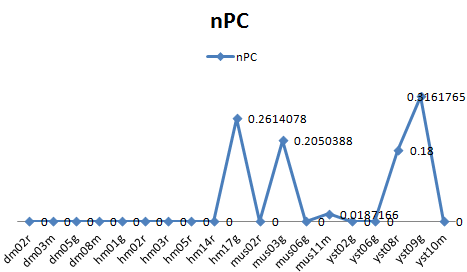 nPC
nPC
0.3161765
0.2614078
0.2050388
0.18
0.0187166
0 0 0 0 0 0 0 0 0 0 0 0 0 0
dm02r dm03m dm05g dm08m hm01g hm02r hm03r hm05r hm14r hm17g mus02r mus03g mus06g mus11m yst02g yst06g yst08r yst09g yst10m